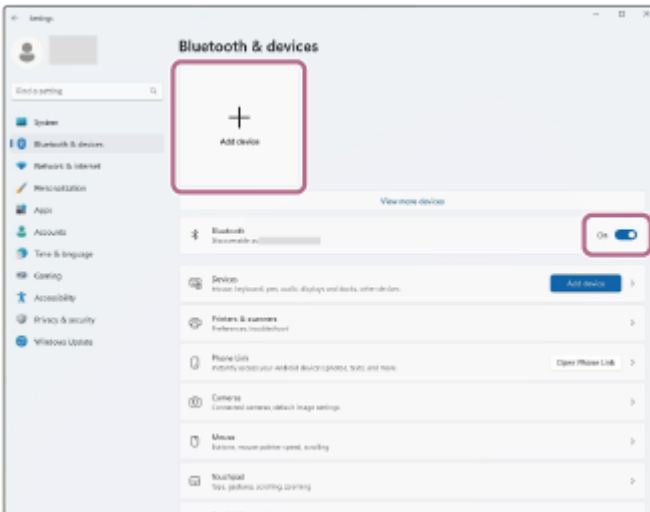 Settings
Bluetooth & devices
Find a setting
Add device
System
Bluetooth & devices
Network & internet
Personalization
Apps
Accounts
Time & language
Gaming
Accessibility
Privacy & security
Windows Update
View more devices
Bluetooth
Discoverable as
On
Devices
Mouse, keyboard, pen, audio, displays and docks, other devices
Add device
Printers & scanners
Preferences, troubleshoot
Phone Link
Instantly access your Android device's photos, texts, and more
Open Phone Link
Cameras
Connected cameras, default image settings
Mouse
Buttons, mouse pointer speed, scrolling
Touchpad
Taps, gestures, scrolling, zooming